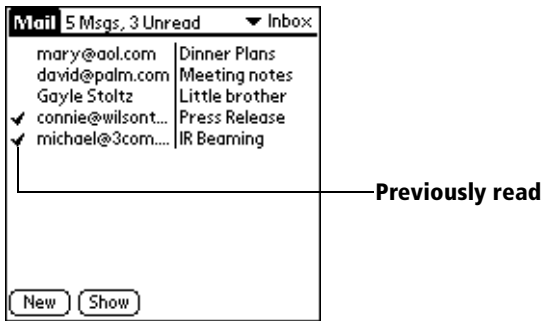 Mail 5 Msgs, 3 Unread Inbox
mary@aol.com Dinner Plans
david@palm.com Meeting notes
Gayle Stoltz Little brother
connie@wilsont... Press Release
michael@3com.... IR Beaming
Previously read
New Show